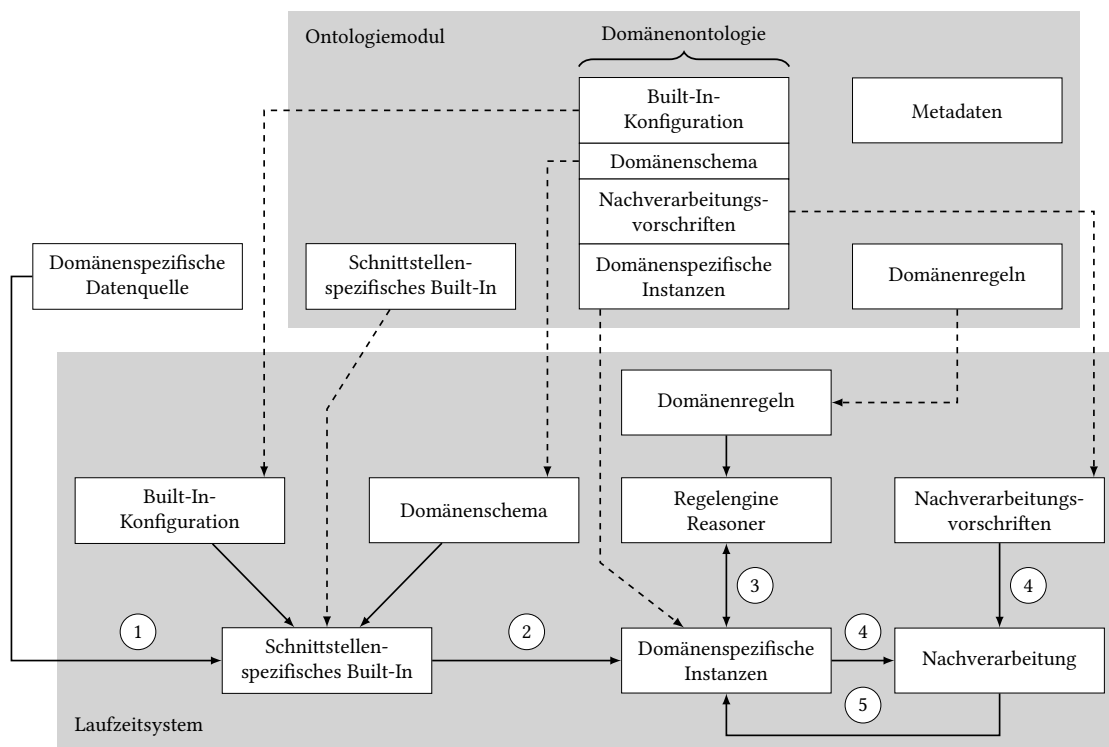 Ontologiemodul
Domänenontologie
Built-In-
Konfiguration
Metadaten
Domänenschema
Nachverarbeitungs-
vorschriften
Domänenspezifische
Datenquelle
Schnittstellen-
spezifisches Built-In
Domänenspezifische
Instanzen
Domänenregeln
Domänenregeln
Built-In-
Konfiguration
Domänenschema
Regelengine
Reasoner
Nachverarbeitungs-
vorschriften
3
4
1
2
4
Schnittstellen-
spezifisches Built-In
Domänenspezifische
Instanzen
Nachverarbeitung
5
Laufzeitsystem